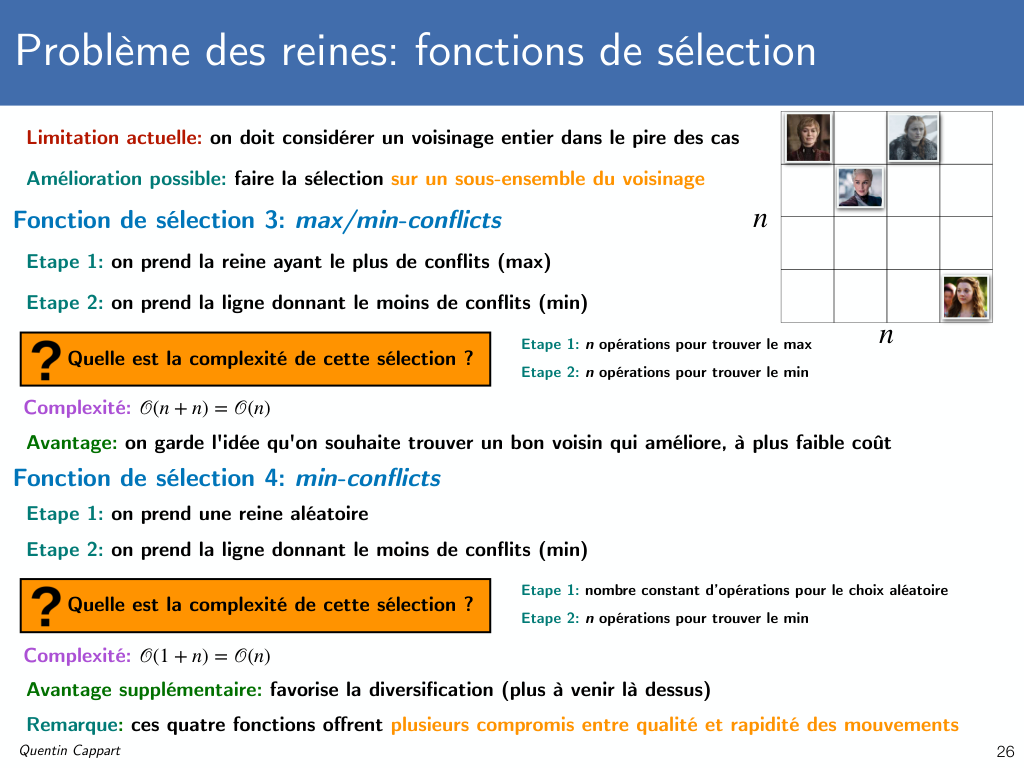 Problème des reines: fonctions de sélection
Limitation actuelle: on doit considérer un voisinage entier dans le pire des cas
Amélioration possible: faire la sélection sur un sous-ensemble du voisinage
Fonction de sélection 3: max/min-conflicts
n
Etape 1: on prend la reine ayant le plus de conflits (max)
Etape 2: on prend la ligne donnant le moins de conflits (min)
n
? Quelle est la complexité de cette sélection ?
Etape 1: n opérations pour trouver le max
Etape 2: n opérations pour trouver le min
Complexité: 𝒪(n + n) = 𝒪(n)
Avantage: on garde l'idée qu'on souhaite trouver un bon voisin qui améliore, à plus faible coût
Fonction de sélection 4: min-conflicts
Etape 1: on prend une reine aléatoire
Etape 2: on prend la ligne donnant le moins de conflits (min)
? Quelle est la complexité de cette sélection ?
Etape 1: nombre constant d'opérations pour le choix aléatoire
Etape 2: n opérations pour trouver le min
Complexité: 𝒪(1 + n) = 𝒪(n)
Avantage supplémentaire: favorise la diversification (plus à venir là dessus)
Remarque: ces quatre fonctions offrent plusieurs compromis entre qualité et rapidité des mouvements
Quentin Cappart
26